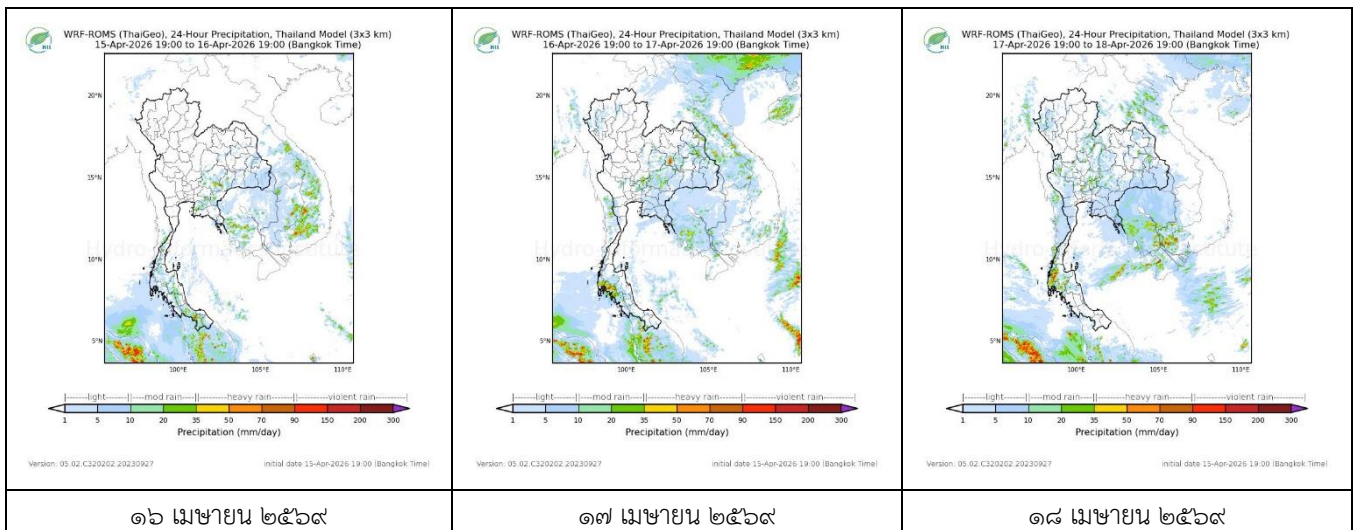 WRF-ROMS (ThaiGeo), 24-Hour Precipitation, Thailand Model (3x3 km)
15-Apr-2026 19:00 to 16-Apr-2026 19:00 (Bangkok Time)
20°N
15°N
10°N
5°N
100°E 105°E 110°E
light mod rain heavy rain violent rain
1 5 10 20 35 50 70 90 150 200 300
Precipitation (mm/day)
Version: 05.02.C320202.20230927 initial date 15-Apr-2026 19:00 (Bangkok Time)
๑๖ เมษายน ๒๕๖๙
WRF-ROMS (ThaiGeo), 24-Hour Precipitation, Thailand Model (3x3 km)
16-Apr-2026 19:00 to 17-Apr-2026 19:00 (Bangkok Time)
20°N
15°N
10°N
5°N
100°E 105°E 110°E
light mod rain heavy rain violent rain
1 5 10 20 35 50 70 90 150 200 300
Precipitation (mm/day)
Version: 05.02.C320202.20230927 initial date 15-Apr-2026 19:00 (Bangkok Time)
๑๗ เมษายน ๒๕๖๙
WRF-ROMS (ThaiGeo), 24-Hour Precipitation, Thailand Model (3x3 km)
17-Apr-2026 19:00 to 18-Apr-2026 19:00 (Bangkok Time)
20°N
15°N
10°N
5°N
100°E 105°E 110°E
light mod rain heavy rain violent rain
1 5 10 20 35 50 70 90 150 200 300
Precipitation (mm/day)
Version: 05.02.C320202.20230927 initial date 15-Apr-2026 19:00 (Bangkok Time)
๑๘ เมษายน ๒๕๖๙